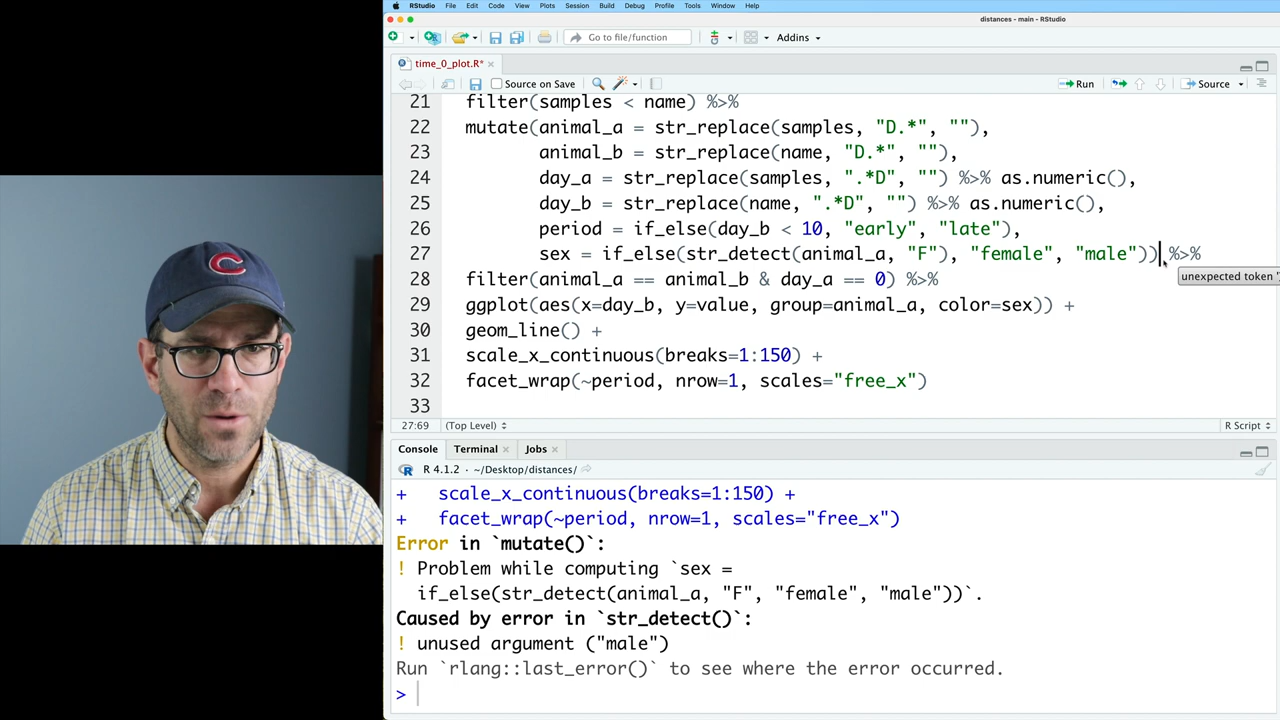 RStudio File Edit Code View Plots Session Build Debug Profile Tools Window Help
distances - main - RStudio
Go to file/function Addins
time_0_plot.R*
Source on Save Run Source
21 filter(samples < name) %>%
22 mutate(animal_a = str_replace(samples, "D.*", ""),
23 animal_b = str_replace(name, "D.*", ""),
24 day_a = str_replace(samples, ".*D", "") %>% as.numeric(),
25 day_b = str_replace(name, ".*D", "") %>% as.numeric(),
26 period = if_else(day_b < 10, "early", "late"),
27 sex = if_else(str_detect(animal_a, "F"), "female", "male")) %>%
unexpected token
28 filter(animal_a == animal_b & day_a == 0) %>%
29 ggplot(aes(x=day_b, y=value, group=animal_a, color=sex)) +
30 geom_line() +
31 scale_x_continuous(breaks=1:150) +
32 facet_wrap(~period, nrow=1, scales="free_x")
33
27:69 (Top Level) R Script
Console Terminal Jobs
R 4.1.2 · ~/Desktop/distances/
+ scale_x_continuous(breaks=1:150) +
+ facet_wrap(~period, nrow=1, scales="free_x")
Error in `mutate()`:
! Problem while computing `sex =
if_else(str_detect(animal_a, "F", "female", "male"))`.
Caused by error in `str_detect()`:
! unused argument ("male")
Run `rlang::last_error()` to see where the error occurred.
>
C